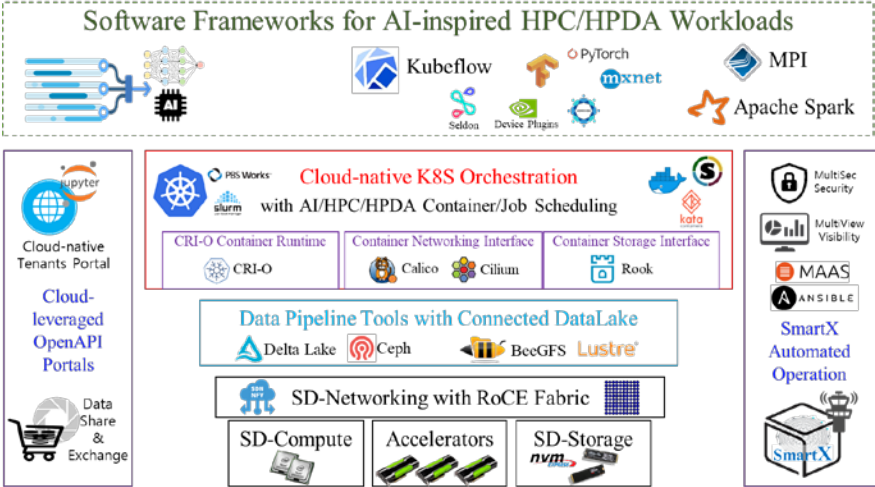 Software Frameworks for AI-inspired HPC/HPDA Workloads
AI
Kubeflow
PyTorch
mxnet
MPI
Seldon
Device Plugins
Apache Spark
jupyter
Cloud-native
Tenants Portal
Cloud-
leveraged
OpenAPI
Portals
Data
Share
&
Exchange
PBS Works
slurm
Cloud-native K8S Orchestration
with AI/HPC/HPDA Container/Job Scheduling
S
kata
CRI-O Container Runtime
CRI-O
Container Networking Interface
Calico
Cilium
Container Storage Interface
Rook
Data Pipeline Tools with Connected DataLake
Delta Lake
Ceph
BeeGFS
Lustre
SDN
NFV
SD-Networking with RoCE Fabric
SD-Compute
Accelerators
SD-Storage
nvm
EXPRESS
MultiSec
Security
MultiView
Visibility
MAAS
ANSIBLE
SmartX
Automated
Operation
SmartX